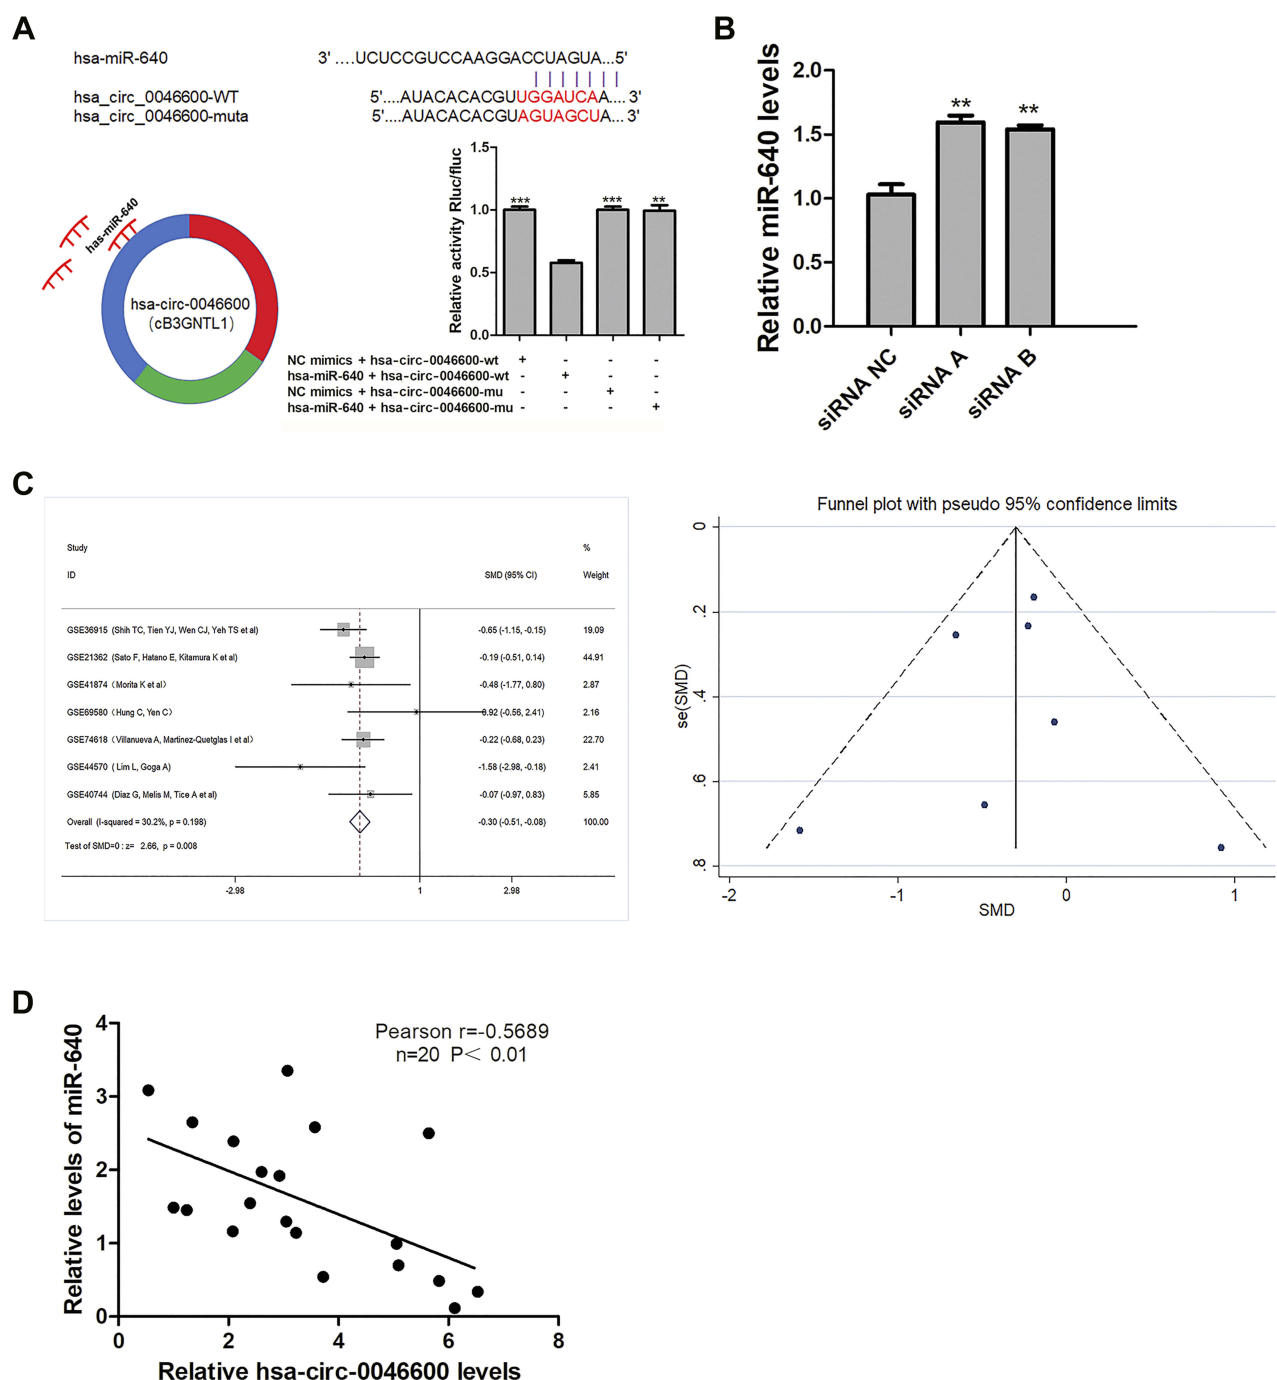 A
hsa-miR-640
3' ....UCUCCGUCCAAGGACCUAGUA...5'
hsa_circ_0046600-WT
5'....AUACACACGUUGGAUCAA.... 3'
hsa_circ_0046600-muta
5'....AUACACACGUAGUAGCUA... 3'
has-miR-640
hsa-circ-0046600
(cB3GNTL1)
Relative activity Rluc/fluc
1.5
1.0
0.5
0.0
***
***
**
NC mimics + hsa-circ-0046600-wt + - - -
hsa-miR-640 + hsa-circ-0046600-wt - + - -
NC mimics + hsa-circ-0046600-mu - - + -
hsa-miR-640 + hsa-circ-0046600-mu - - - +
B
Relative miR-640 levels
2.0
1.5
1.0
0.5
0.0
**
**
siRNA NC
siRNA A
siRNA B
C
Study %
ID SMD (95% CI) Weight
GSE36915 (Shih TC, Tien YJ, Wen CJ, Yeh TS et al) -0.65 (-1.15, -0.15) 19.09
GSE21362 (Sato F, Hatano E, Kitamura K et al) -0.19 (-0.51, 0.14) 44.91
GSE41874 (Morita K et al) -0.48 (-1.77, 0.80) 2.87
GSE69580 (Hung C, Yen C) 0.92 (-0.56, 2.41) 2.16
GSE74618 (Villanueva A, Martinez-Quetglas I et al) -0.22 (-0.68, 0.23) 22.70
GSE44570 ( Lim L, Goga A) -1.58 (-2.98, -0.18) 2.41
GSE40744 (Diaz G, Melis M, Tice A et al) -0.07 (-0.97, 0.83) 5.85
Overall (I-squared = 30.2%, p = 0.198) -0.30 (-0.51, -0.08) 100.00
Test of SMD=0 : z= 2.66, p = 0.008
-2.98 1 2.98
Funnel plot with pseudo 95% confidence limits
se(SMD)
0
.2
.4
.6
.8
-2 -1 0 1
SMD
D
Relative levels of miR-640
4
3
2
1
0
Pearson r=-0.5689
n=20 P< 0.01
0 2 4 6 8
Relative hsa-circ-0046600 levels